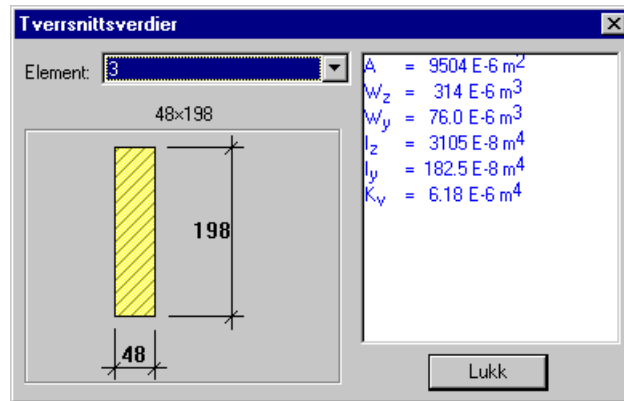 Tverrsnittsverdier
Element: 3
48×198
198
48
A = 9504 E-6 m2
Wz = 314 E-6 m3
Wy = 76.0 E-6 m3
Iz = 3105 E-8 m4
Iy = 182.5 E-8 m4
Kv = 6.18 E-6 m4
Lukk